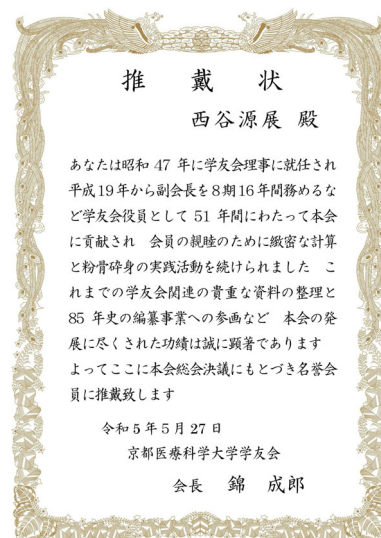 推戴状
西谷源展 殿
あなたは昭和 47 年に学友会理事に就任され
平成19年から副会長を8期16年間務めるな
ど学友会役員として 51 年間にわたって本会
に貢献され　会員の親睦のために緻密な計算
と粉骨砕身の実践活動を続けられました　こ
れまでの学友会関連の貴重な資料の整理と
85 年史の編纂事業への参画など　本会の発
展に尽くされた功績は誠に顕著であります
よってここに本会総会決議にもとづき名誉会
員に推戴致します
令和5年5月27日
京都医療科学大学学友会
会長　錦　成郎